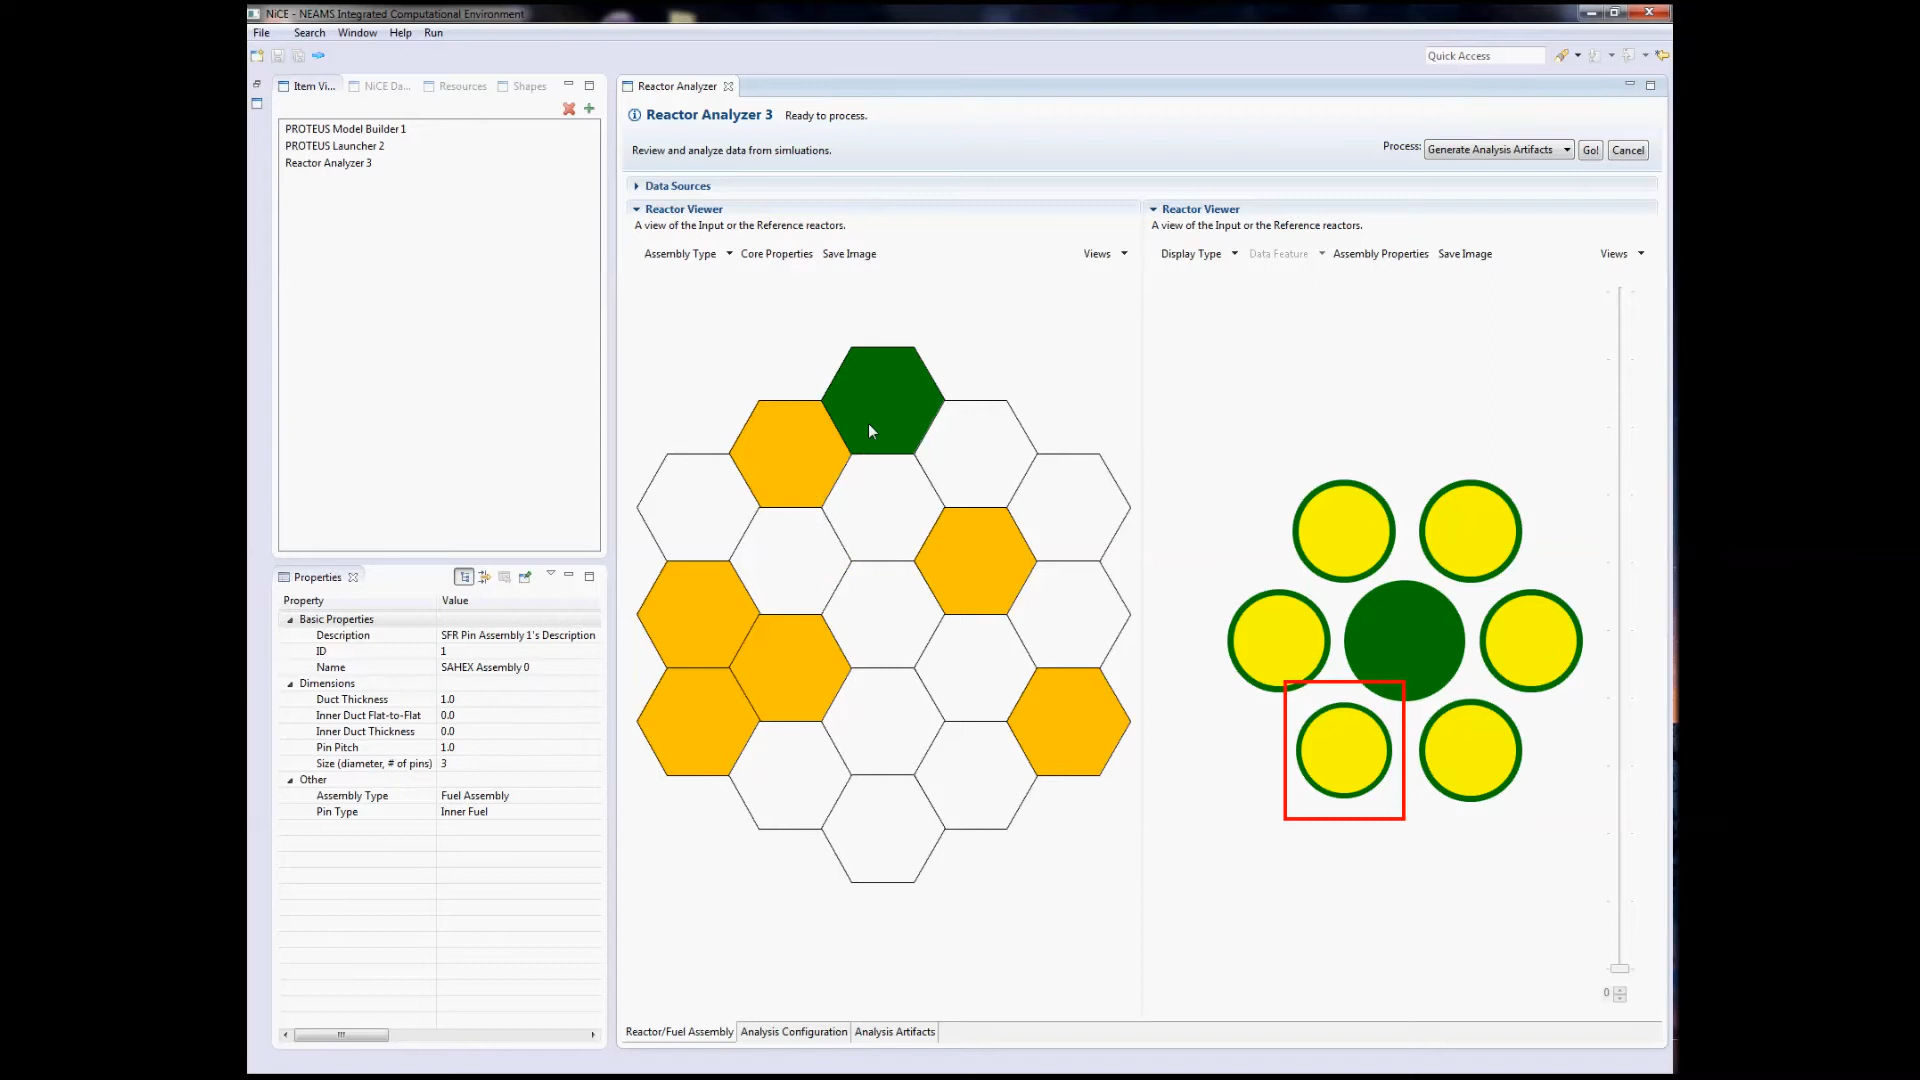 NiCE - NEAMS Integrated Computational Environment
File Search Window Help Run
Quick Access
Item Vi... NiCE Da... Resources Shapes
PROTEUS Model Builder 1
PROTEUS Launcher 2
Reactor Analyzer 3
Properties
Property Value
Basic Properties
Description SFR Pin Assembly 1's Description
ID 1
Name SAHEX Assembly 0
Dimensions
Duct Thickness 1.0
Inner Duct Flat-to-Flat 0.0
Inner Duct Thickness 0.0
Pin Pitch 1.0
Size (diameter, # of pins) 3
Other
Assembly Type Fuel Assembly
Pin Type Inner Fuel
Reactor Analyzer
Reactor Analyzer 3 Ready to process.
Review and analyze data from simluations.
Process: Generate Analysis Artifacts Go! Cancel
Data Sources
Reactor Viewer
A view of the Input or the Reference reactors.
Assembly Type Core Properties Save Image Views
Reactor Viewer
A view of the Input or the Reference reactors.
Display Type Data Feature Assembly Properties Save Image Views
0
Reactor/Fuel Assembly Analysis Configuration Analysis Artifacts